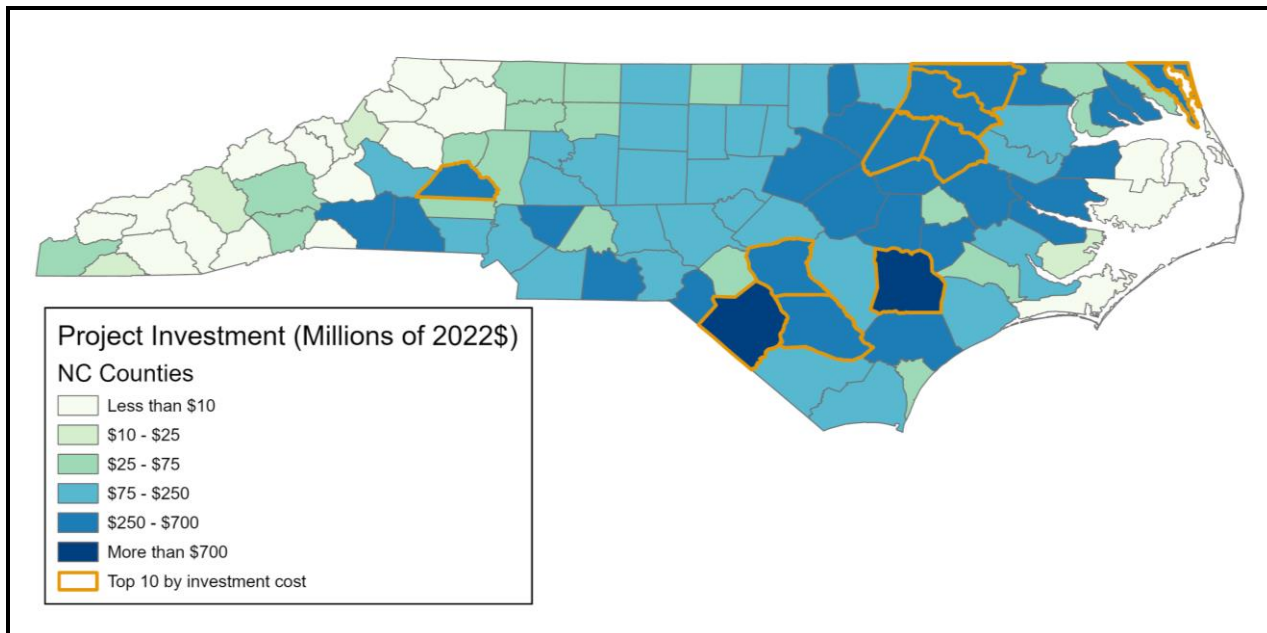 Project Investment (Millions of 2022$)
NC Counties
Less than $10
$10 - $25
$25 - $75
$75 - $250
$250 - $700
More than $700
Top 10 by investment cost